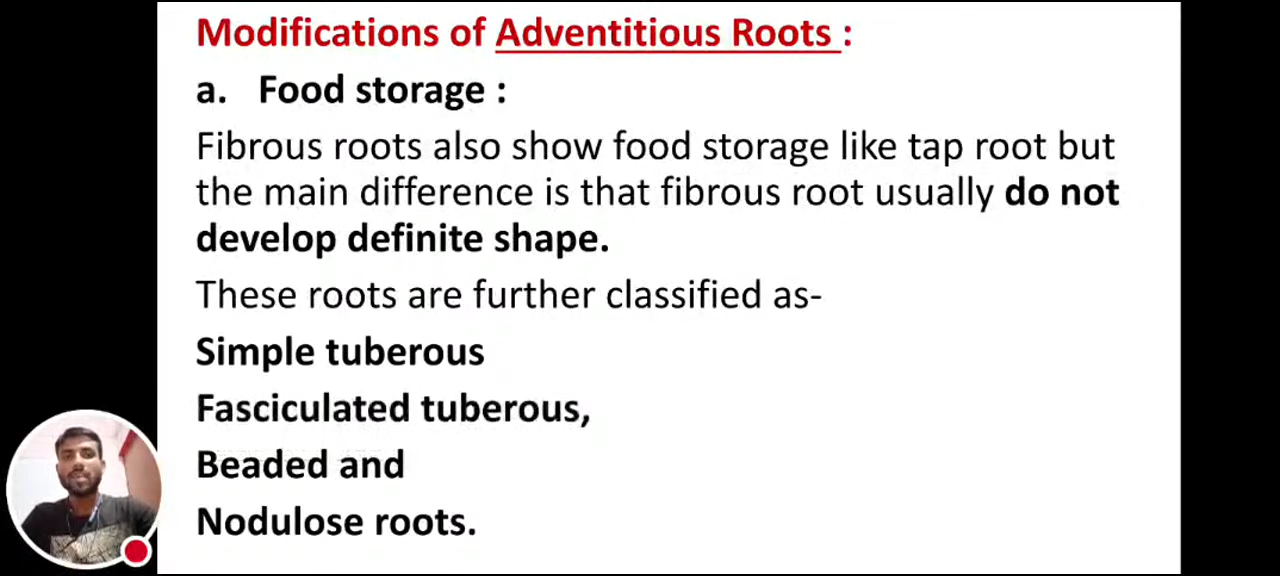 Modifications of Adventitious Roots :
a. Food storage :
Fibrous roots also show food storage like tap root but
the main difference is that fibrous root usually do not
develop definite shape.
These roots are further classified as-
Simple tuberous
Fasciculated tuberous,
Beaded and
Nodulose roots.